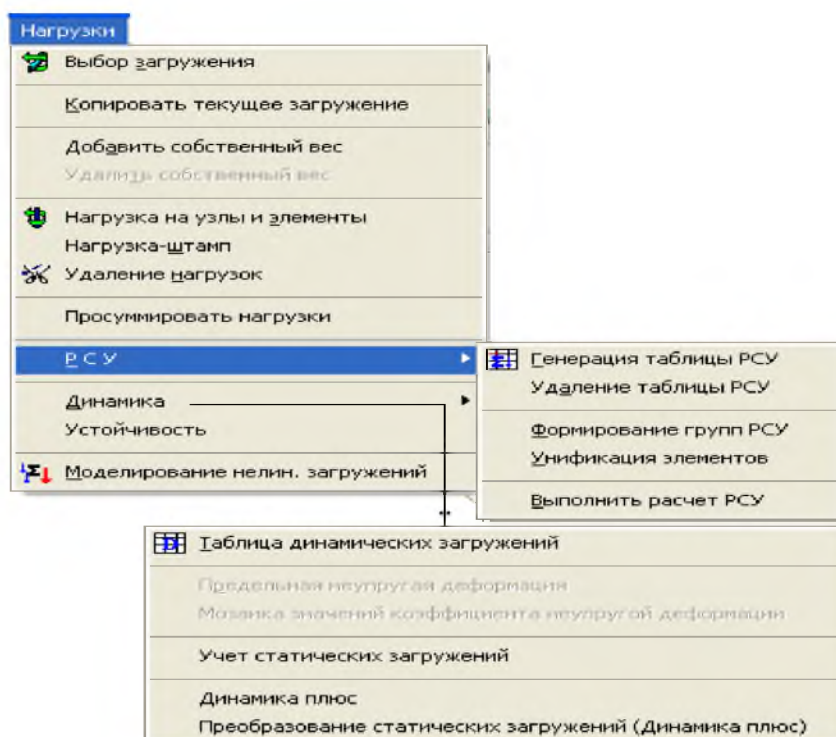 Нагрузки
Выбор загружения
Копировать текущее загружение
Добавить собственный вес
Удалить собственный вес
Нагрузка на узлы и элементы
Нагрузка-штамп
Удаление нагрузок
Просуммировать нагрузки
Р С У
Динамика
Устойчивость
Моделирование нелин. загружений
Генерация таблицы РСУ
Удаление таблицы РСУ
Формирование групп РСУ
Унификация элементов
Выполнить расчет РСУ
Таблица динамических загружений
Предельная неупругая деформация
Мозаика значений коэффициента неупругой деформации
Учет статических загружений
Динамика плюс
Преобразование статических загружений (Динамика плюс)